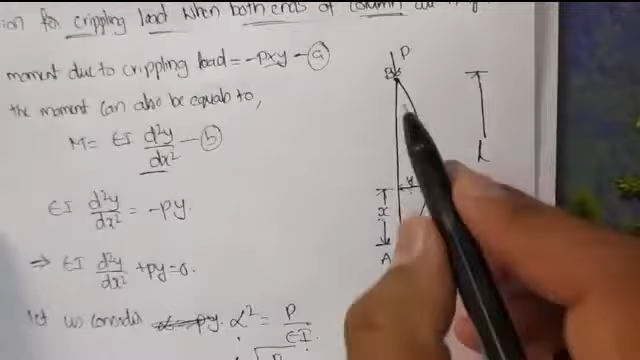 ion for crippling load when both ends of column
moment due to crippling load = -P×y - ⓐ
the moment can also be equal to,
M = EI d²y/dx² - ⓑ
EI d²y/dx² = -Py.
⇒ EI d²y/dx² + Py = 0.
let us consider α² = P/EI.
P
B
l
y
x
A